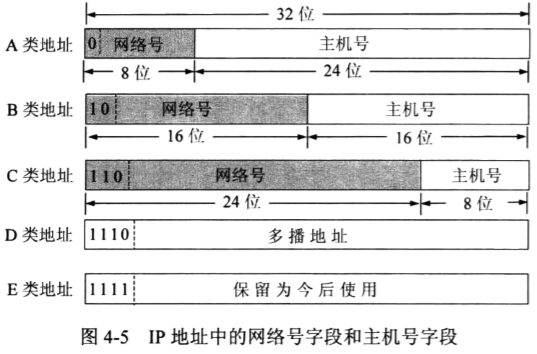 32 位
A 类地址 0 网络号 主机号
8 位 24 位
B 类地址 10 网络号 主机号
16 位 16 位
C 类地址 110 网络号 主机号
24 位 8 位
D 类地址 1110 多播地址
E 类地址 1111 保留为今后使用
图 4-5 IP 地址中的网络号字段和主机号字段